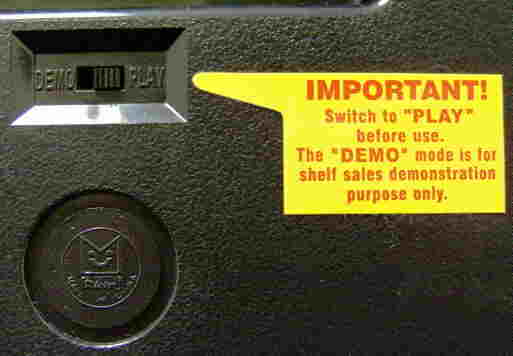 DEMO PLAY
IMPORTANT!
Switch to "PLAY"
before use.
The "DEMO" mode is for
shelf sales demonstration
purpose only.